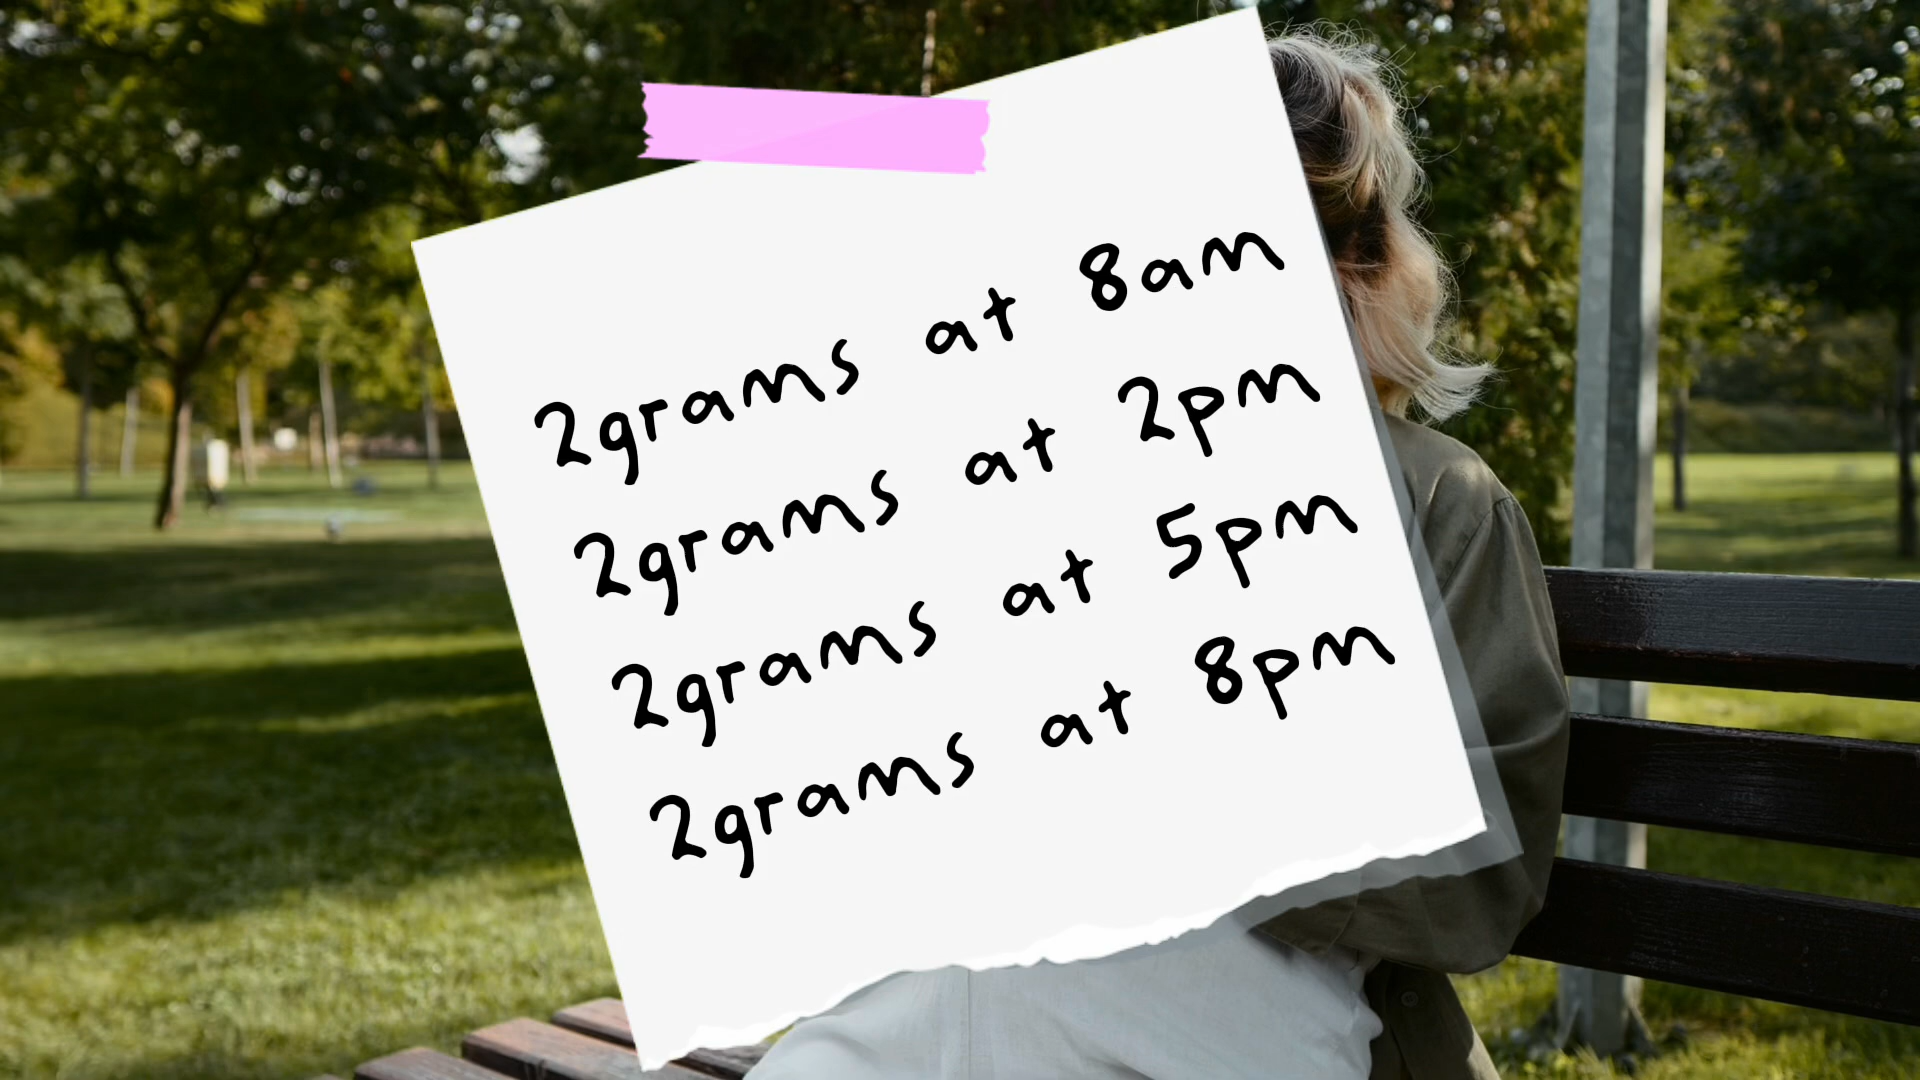 2grams at 8am
2grams at 2pm
2grams at 5pm
2grams at 8pm